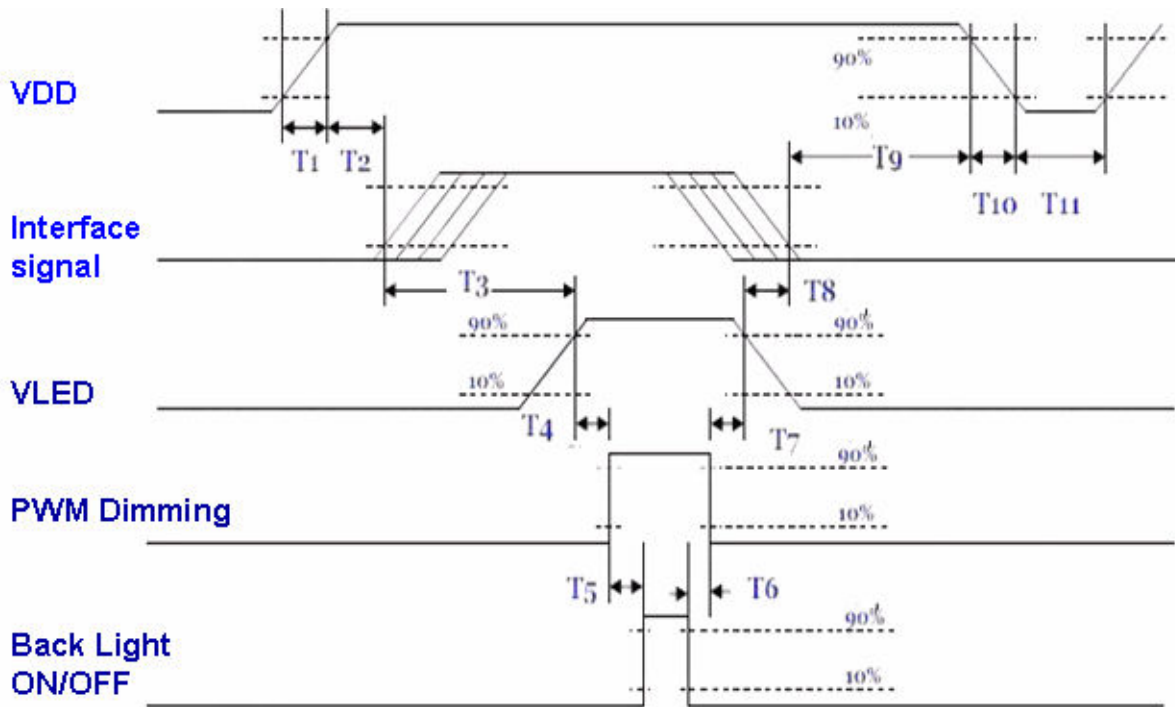 VDD
90%
10%
T1
T2
T9
T10
T11
Interface
signal
T3
T8
VLED
90%
90%
10%
10%
T4
T7
PWM Dimming
90%
10%
T5
T6
Back Light
ON/OFF
90%
10%